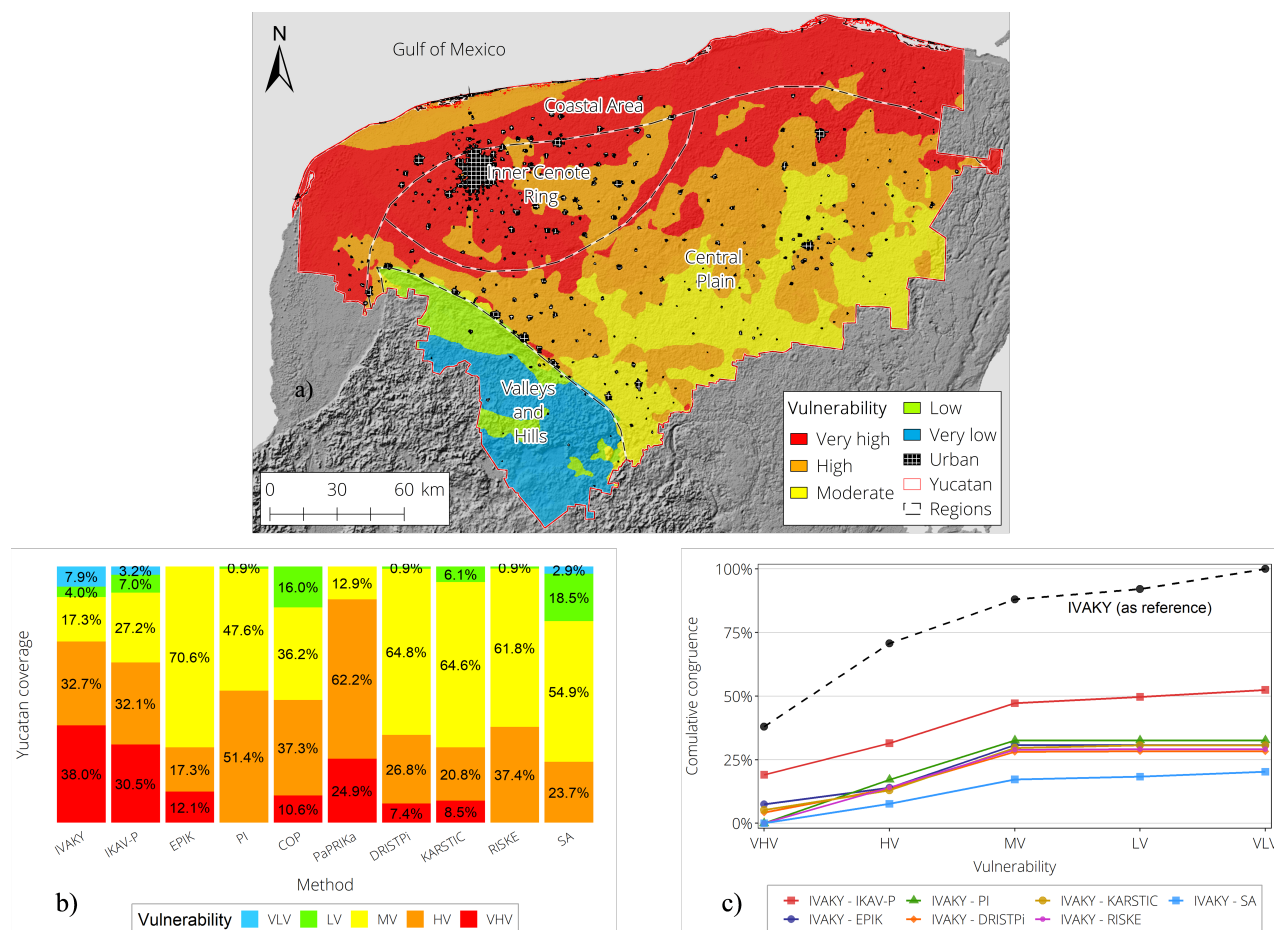 N
Gulf of Mexico
Coastal Area
Inner Cenote
Ring
Central
Plain
a)
Valleys
and
Hills
Vulnerability
Very high
High
Moderate
Low
Very low
Urban
Yucatan
Regions
0 30 60 km
Yucatan coverage
7.9%
4.0%
17.3%
32.7%
38.0%
3.2%
7.0%
27.2%
32.1%
30.5%
70.6%
17.3%
12.1%
0.9%
47.6%
51.4%
16.0%
36.2%
37.3%
10.6%
12.9%
62.2%
24.9%
0.9%
64.8%
26.8%
7.4%
6.1%
64.6%
20.8%
8.5%
0.9%
61.8%
37.4%
2.9%
18.5%
54.9%
23.7%
IVAKY IKAV-P EPIK PI COP PaPRIKa DRISTPi KARSTIC RISKE SA
Method
b)
Vulnerability VLV LV MV HV VHV
Comulative congruence
100%
75%
50%
25%
0%
IVAKY (as reference)
VHV HV MV LV VLV
Vulnerability
c)
IVAKY - IKAV-P IVAKY - PI IVAKY - KARSTIC IVAKY - SA
IVAKY - EPIK IVAKY - DRISTPi IVAKY - RISKE